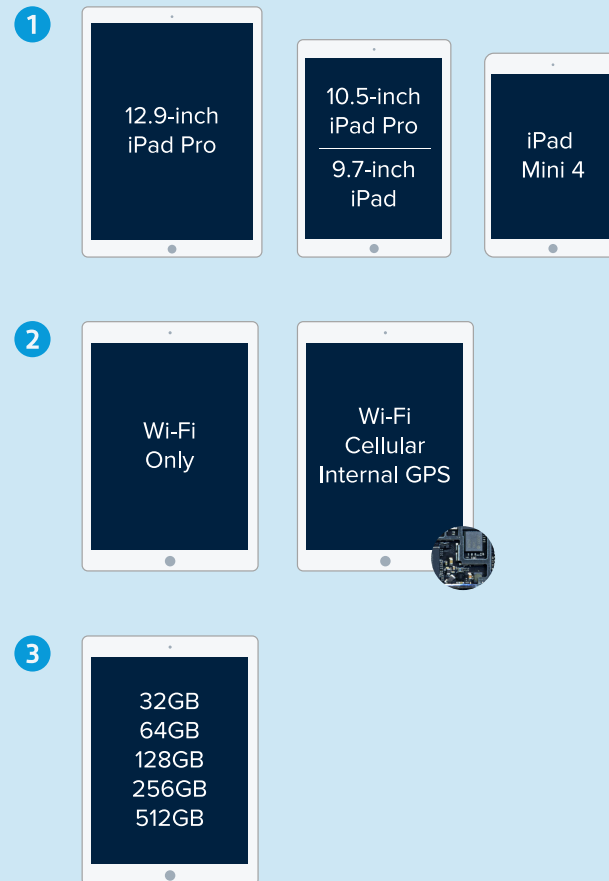 1
12.9-inch
iPad Pro
10.5-inch
iPad Pro
9.7-inch
iPad
iPad
Mini 4
2
Wi-Fi
Only
Wi-Fi
Cellular
Internal GPS
3
32GB
64GB
128GB
256GB
512GB